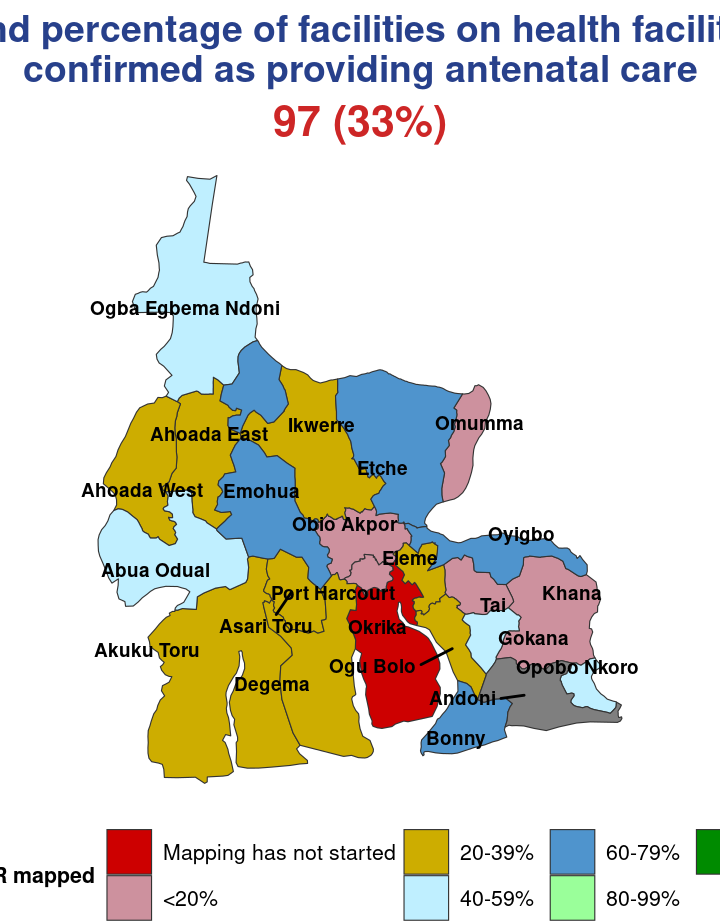 nd percentage of facilities on health facilit
confirmed as providing antenatal care
97 (33%)
Ogba Egbema Ndoni
Omumma
Ikwerre
Ahoada East
Etche
Ahoada West
Emohua
Obio Akpor
Oyigbo
Eleme
Abua Odual
Port Harcourt
Khana
Tai
Asari Toru
Okrika
Gokana
Akuku Toru
Ogu Bolo
Opobo Nkoro
Degema
Andoni
Bonny
R mapped
Mapping has not started
20-39%
60-79%
<20%
40-59%
80-99%